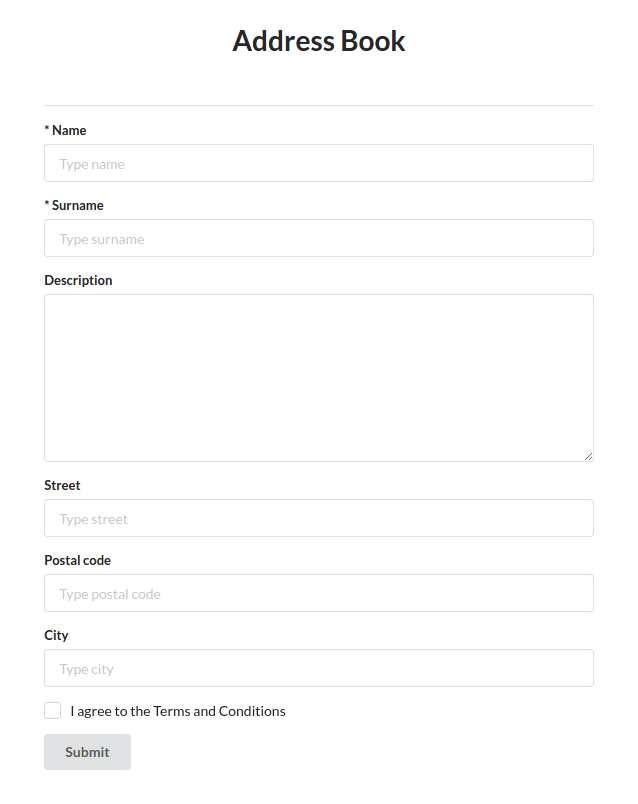 Address Book
* Name
Type name
* Surname
Type surname
Description
Street
Type street
Postal code
Type postal code
City
Type city
I agree to the Terms and Conditions
Submit